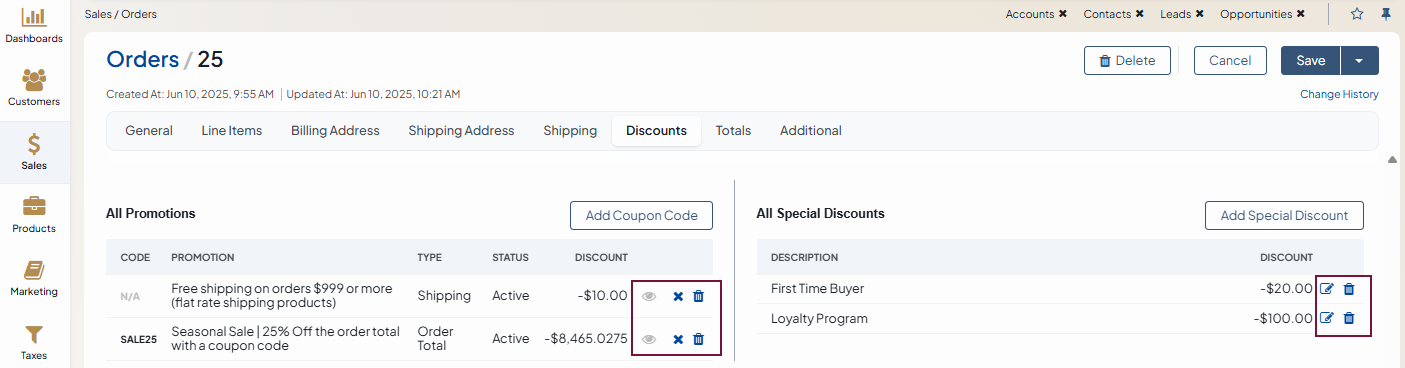 Dashboards
Customers
Sales
Products
Marketing
Taxes
Sales / Orders
Accounts ✖ Contacts ✖ Leads ✖ Opportunities ✖
Orders / 25
Delete Cancel Save
Created At: Jun 10, 2025, 9:55 AM | Updated At: Jun 10, 2025, 10:21 AM
Change History
General Line Items Billing Address Shipping Address Shipping Discounts Totals Additional
All Promotions Add Coupon Code
CODE PROMOTION TYPE STATUS DISCOUNT
N/A Free shipping on orders $999 or more Shipping Active -$10.00
(flat rate shipping products)
SALE25 Seasonal Sale | 25% Off the order total Order Active -$8,465.0275
with a coupon code Total
All Special Discounts Add Special Discount
DESCRIPTION DISCOUNT
First Time Buyer -$20.00
Loyalty Program -$100.00